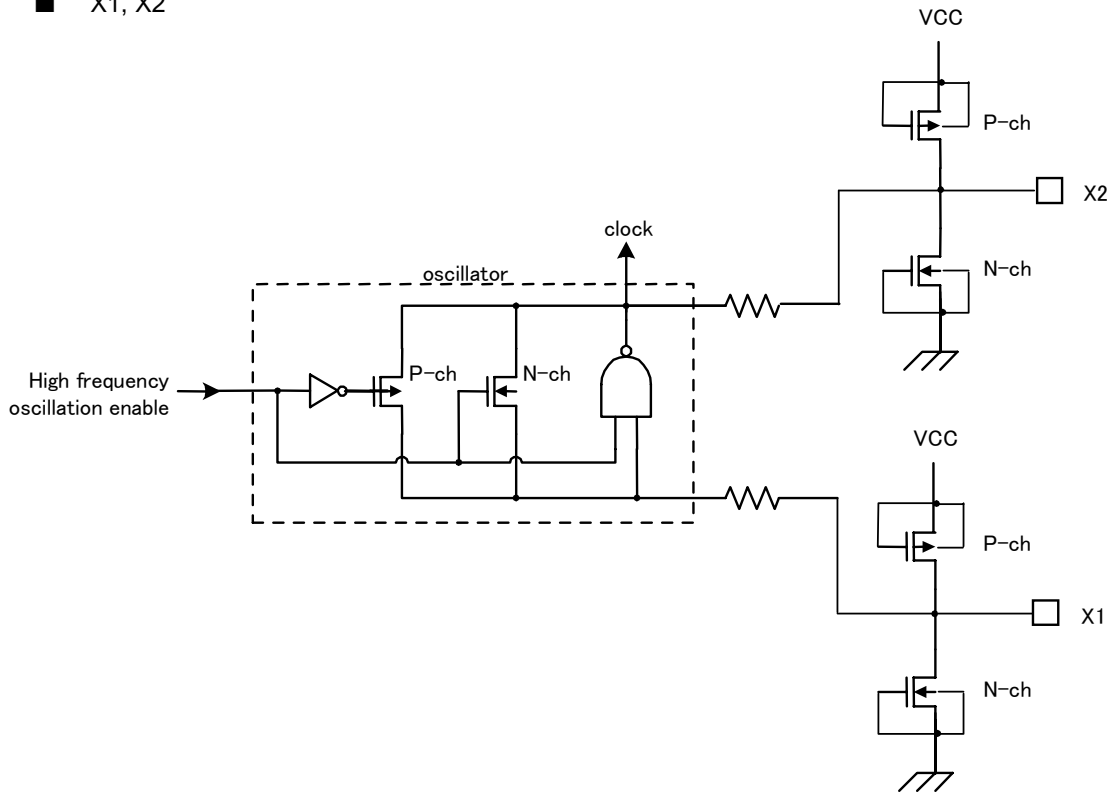 ■ X1, X2
VCC
P-ch
X2
N-ch
clock
oscillator
P-ch
N-ch
High frequency
oscillation enable
VCC
P-ch
X1
N-ch